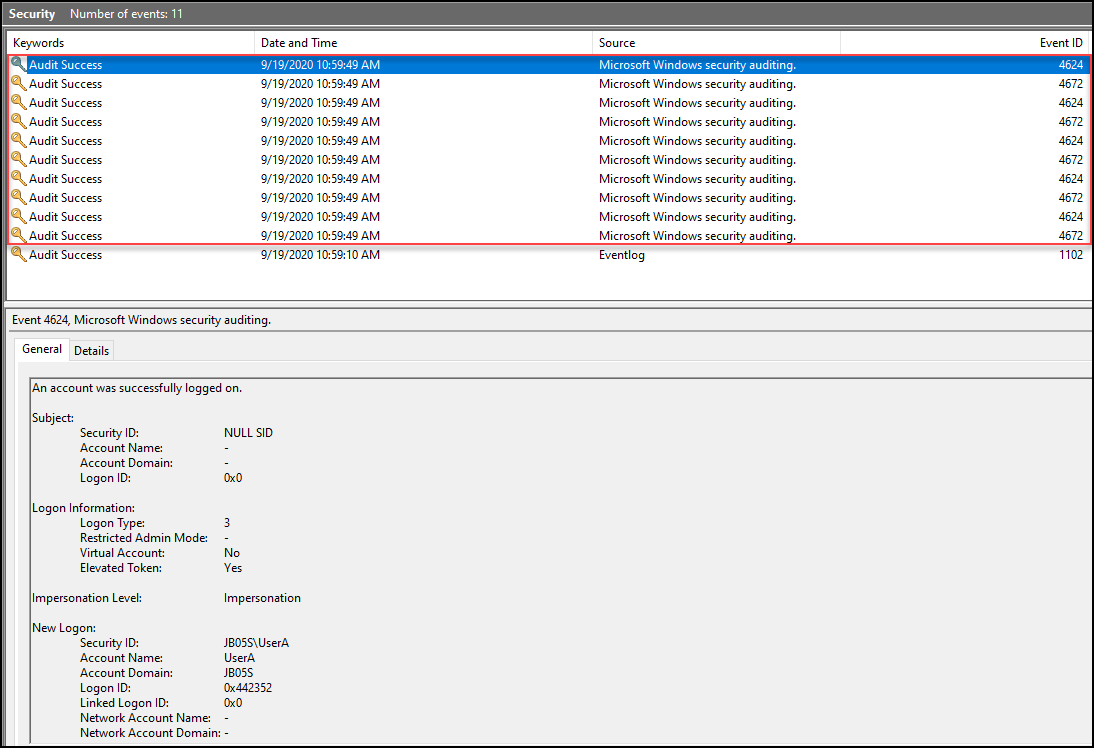 Security Number of events: 11
Keywords Date and Time Source Event ID
Audit Success 9/19/2020 10:59:49 AM Microsoft Windows security auditing. 4624
Audit Success 9/19/2020 10:59:49 AM Microsoft Windows security auditing. 4672
Audit Success 9/19/2020 10:59:49 AM Microsoft Windows security auditing. 4624
Audit Success 9/19/2020 10:59:49 AM Microsoft Windows security auditing. 4672
Audit Success 9/19/2020 10:59:49 AM Microsoft Windows security auditing. 4624
Audit Success 9/19/2020 10:59:49 AM Microsoft Windows security auditing. 4672
Audit Success 9/19/2020 10:59:49 AM Microsoft Windows security auditing. 4624
Audit Success 9/19/2020 10:59:49 AM Microsoft Windows security auditing. 4672
Audit Success 9/19/2020 10:59:49 AM Microsoft Windows security auditing. 4624
Audit Success 9/19/2020 10:59:49 AM Microsoft Windows security auditing. 4672
Audit Success 9/19/2020 10:59:10 AM Eventlog 1102
Event 4624, Microsoft Windows security auditing.
General Details
An account was successfully logged on.
Subject:
Security ID: NULL SID
Account Name: -
Account Domain: -
Logon ID: 0x0
Logon Information:
Logon Type: 3
Restricted Admin Mode: -
Virtual Account: No
Elevated Token: Yes
Impersonation Level: Impersonation
New Logon:
Security ID: JB05S\UserA
Account Name: UserA
Account Domain: JB05S
Logon ID: 0x442352
Linked Logon ID: 0x0
Network Account Name: -
Network Account Domain: -